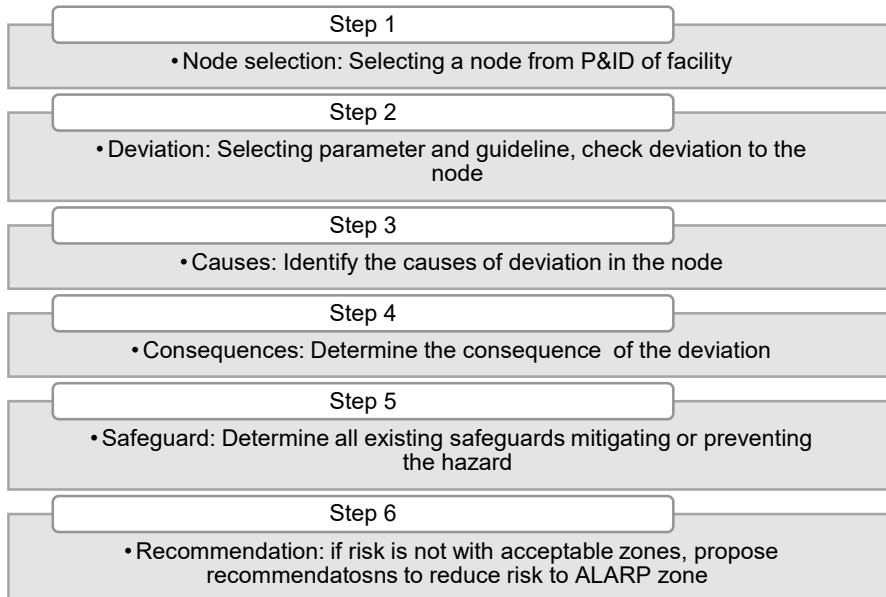 Step 1
• Node selection: Selecting a node from P&ID of facility
Step 2
• Deviation: Selecting parameter and guideline, check deviation to the
node
Step 3
• Causes: Identify the causes of deviation in the node
Step 4
• Consequences: Determine the consequence of the deviation
Step 5
• Safeguard: Determine all existing safeguards mitigating or preventing
the hazard
Step 6
• Recommendation: if risk is not with acceptable zones, propose
recommendatosns to reduce risk to ALARP zone